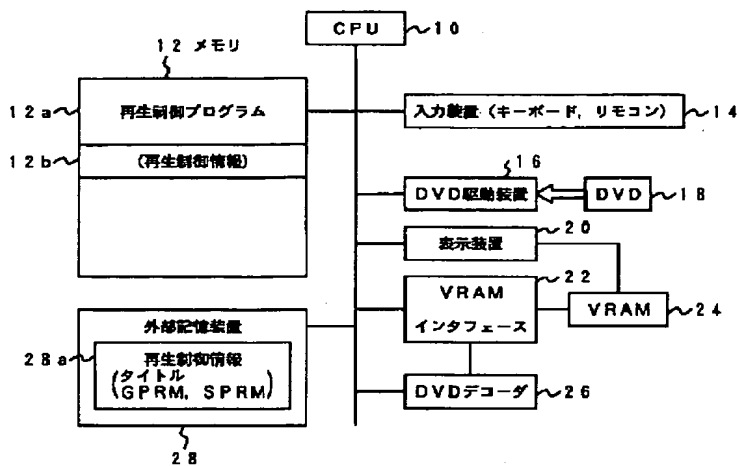 CPU 10
12 メモリ
12a 再生制御プログラム
入力装置(キーボード, リモコン) 14
12b (再生制御情報)
16
DVD駆動装置 DVD 18
20
表示装置
22
VRAM
インタフェース
VRAM 24
外部記憶装置
28a 再生制御情報
(タイトル
GPRM, SPRM)
DVDデコーダ 26
28